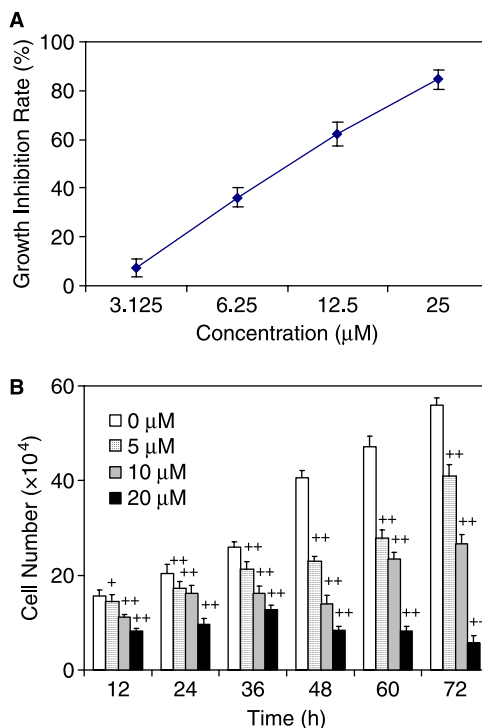 A
Growth Inhibition Rate (%)
100
80
60
40
20
0
3.125 6.25 12.5 25
Concentration (μM)
B
Cell Number (×10⁴)
60
40
20
0
0 μM
5 μM
10 μM
20 μM
+ ++ ++
++ ++ ++
++ ++ ++
++ ++ ++
++ ++ ++
++ ++
12 24 36 48 60 72
Time (h)